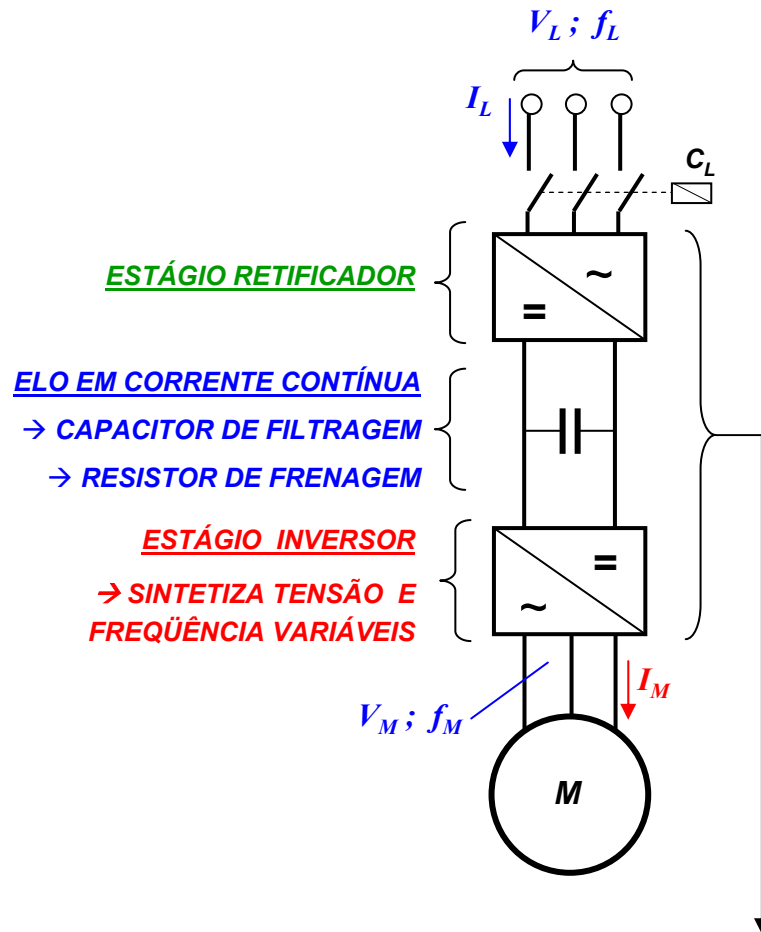 V_L ; f_L
I_L
C_L
ESTÁGIO RETIFICADOR
~
=
ELO EM CORRENTE CONTÍNUA
→ CAPACITOR DE FILTRAGEM
→ RESISTOR DE FRENAGEM
ESTÁGIO INVERSOR
=
~
→ SINTETIZA TENSÃO E
FREQÜÊNCIA VARIÁVEIS
I_M
V_M ; f_M
M